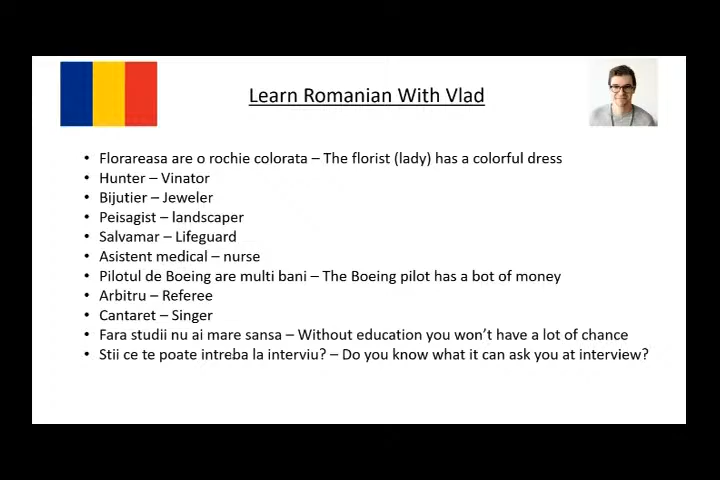 Learn Romanian With Vlad
• Florareasa are o rochie colorata – The florist (lady) has a colorful dress
• Hunter – Vinator
• Bijutier – Jeweler
• Peisagist – landscaper
• Salvamar – Lifeguard
• Asistent medical – nurse
• Pilotul de Boeing are multi bani – The Boeing pilot has a bot of money
• Arbitru – Referee
• Cantaret – Singer
• Fara studii nu ai mare sansa – Without education you won’t have a lot of chance
• Stii ce te poate intreba la interviu? – Do you know what it can ask you at interview?